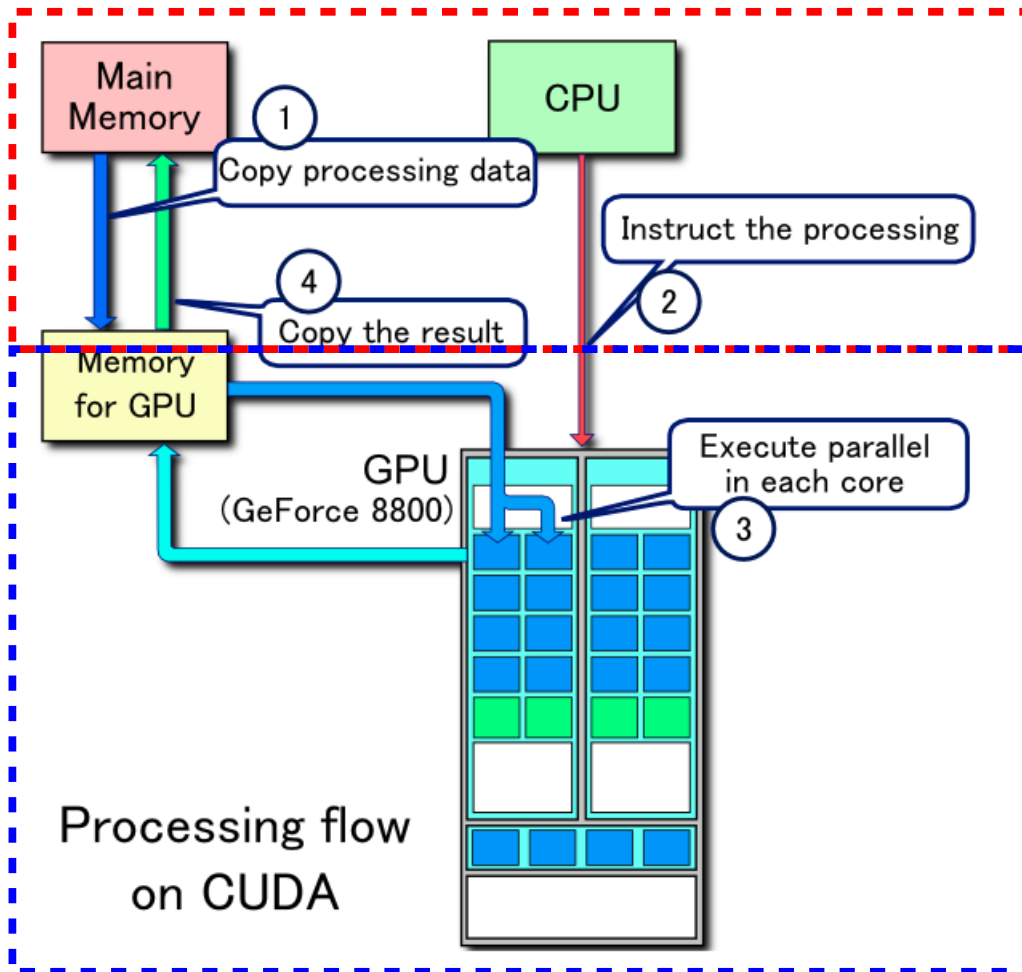 Main
Memory
CPU
1
Copy processing data
Instruct the processing
2
4
Copy the result
Memory
for GPU
GPU
(GeForce 8800)
Execute parallel
in each core
3
Processing flow
on CUDA